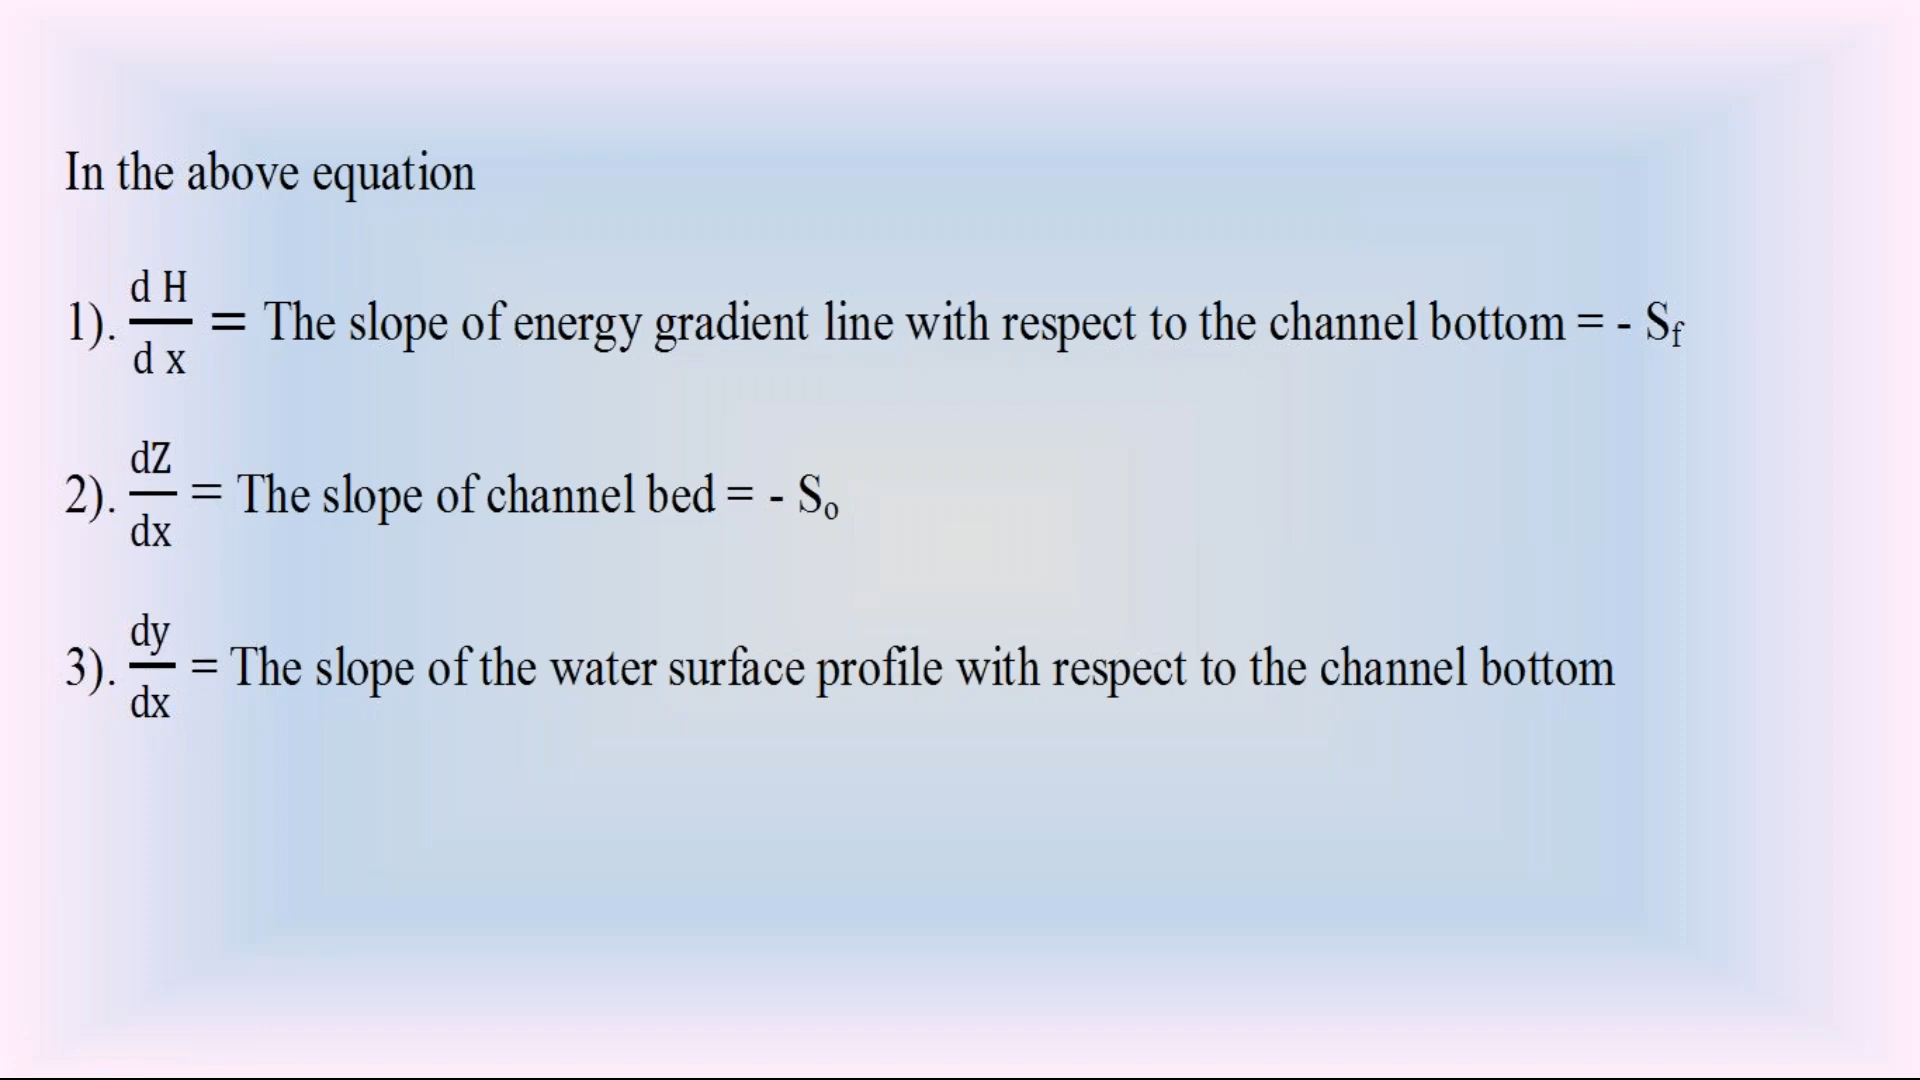 In the above equation
1). d H / d x = The slope of energy gradient line with respect to the channel bottom = - S_f
2). dZ / dx = The slope of channel bed = - S_o
3). dy / dx = The slope of the water surface profile with respect to the channel bottom